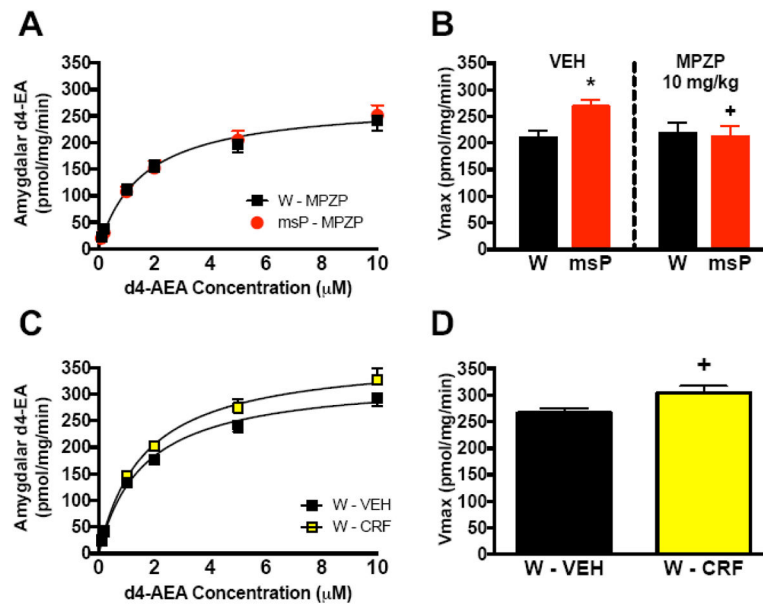 A
Amygdalar d4-EA
(pmol/mg/min)
350
300
250
200
150
100
50
0
W - MPZP
msP - MPZP
0 2 4 6 8 10
d4-AEA Concentration (μM)
B
Vmax (pmol/mg/min)
350
300
250
200
150
100
50
0
VEH
MPZP
10 mg/kg
*
+
W msP W msP
C
Amygdalar d4-EA
(pmol/mg/min)
350
300
250
200
150
100
50
0
W - VEH
W - CRF
0 2 4 6 8 10
d4-AEA Concentration (μM)
D
Vmax (pmol/mg/min)
350
300
250
200
150
100
50
0
+
W - VEH W - CRF